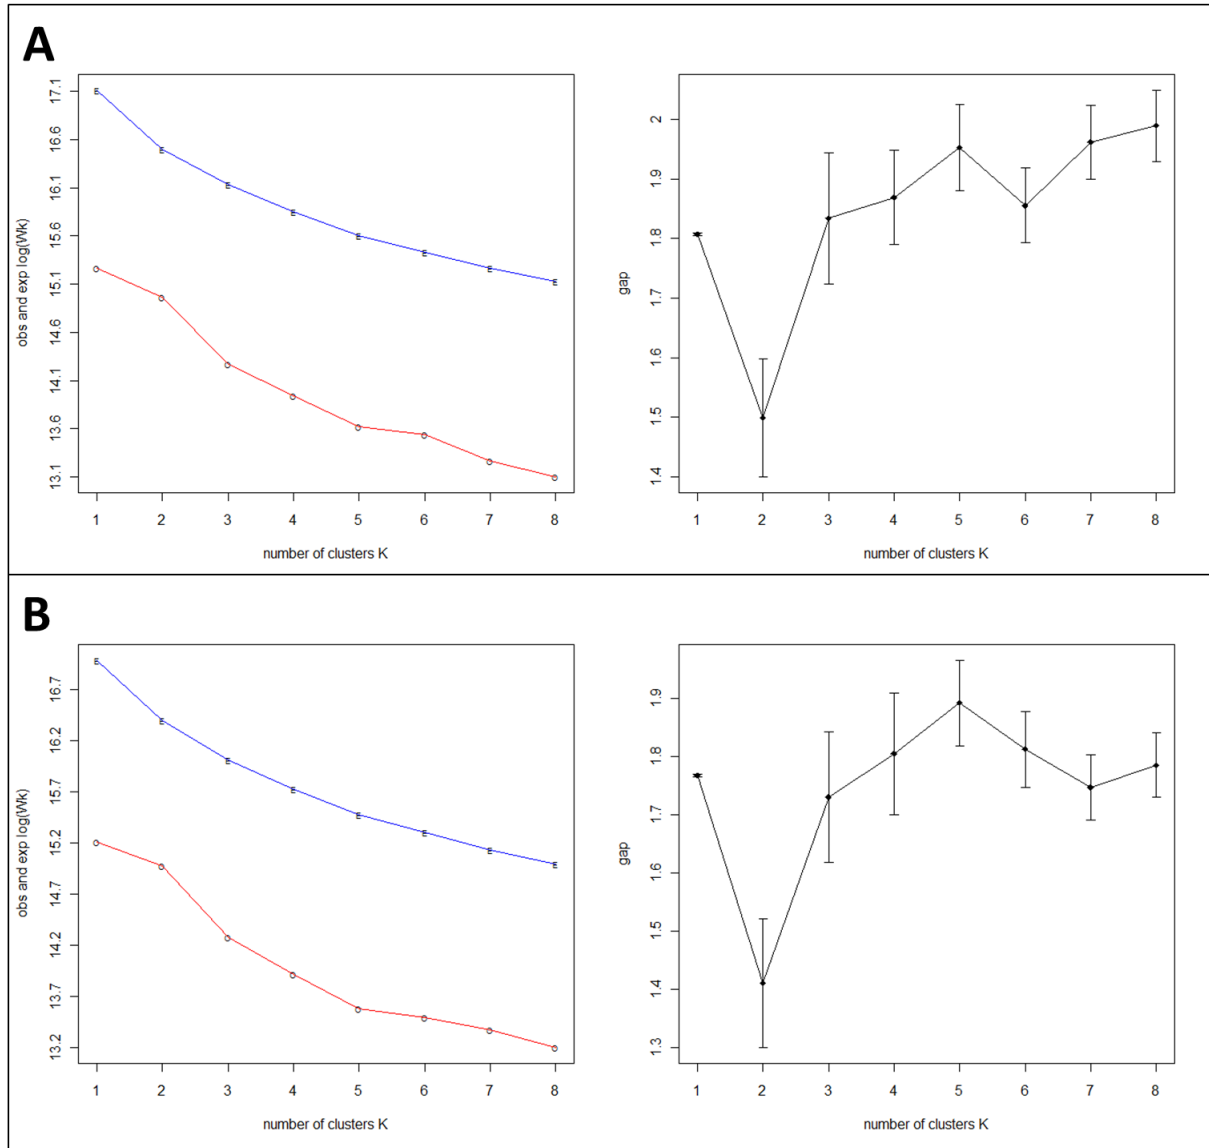 A
obs and exp log(Wk)
17.1
16.6
16.1
15.6
15.1
14.6
14.1
13.6
13.1
1 2 3 4 5 6 7 8
number of clusters K
gap
2
1.9
1.8
1.7
1.6
1.5
1.4
1 2 3 4 5 6 7 8
number of clusters K
B
obs and exp log(Wk)
16.7
16.2
15.7
15.2
14.7
14.2
13.7
13.2
1 2 3 4 5 6 7 8
number of clusters K
gap
1.9
1.8
1.7
1.6
1.5
1.4
1.3
1 2 3 4 5 6 7 8
number of clusters K